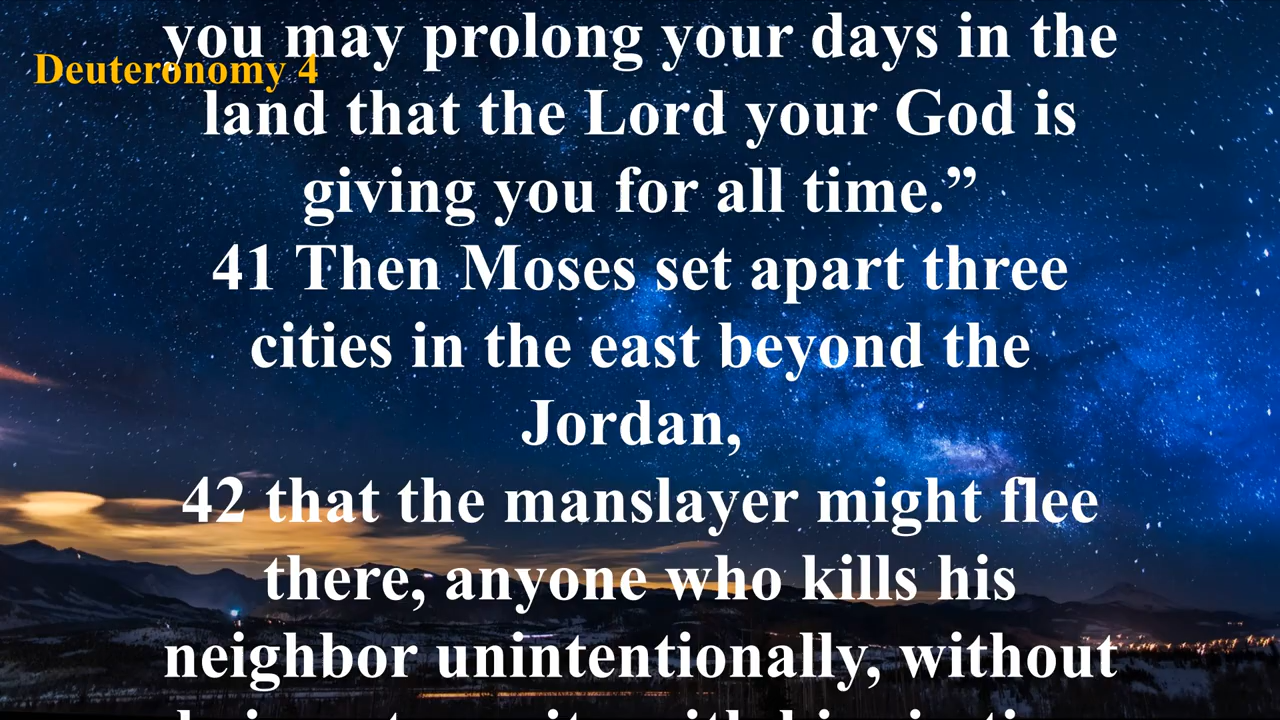 you may prolong your days in the
Deuteronomy 4
land that the Lord your God is
giving you for all time.”
41 Then Moses set apart three
cities in the east beyond the
Jordan,
42 that the manslayer might flee
there, anyone who kills his
neighbor unintentionally, without